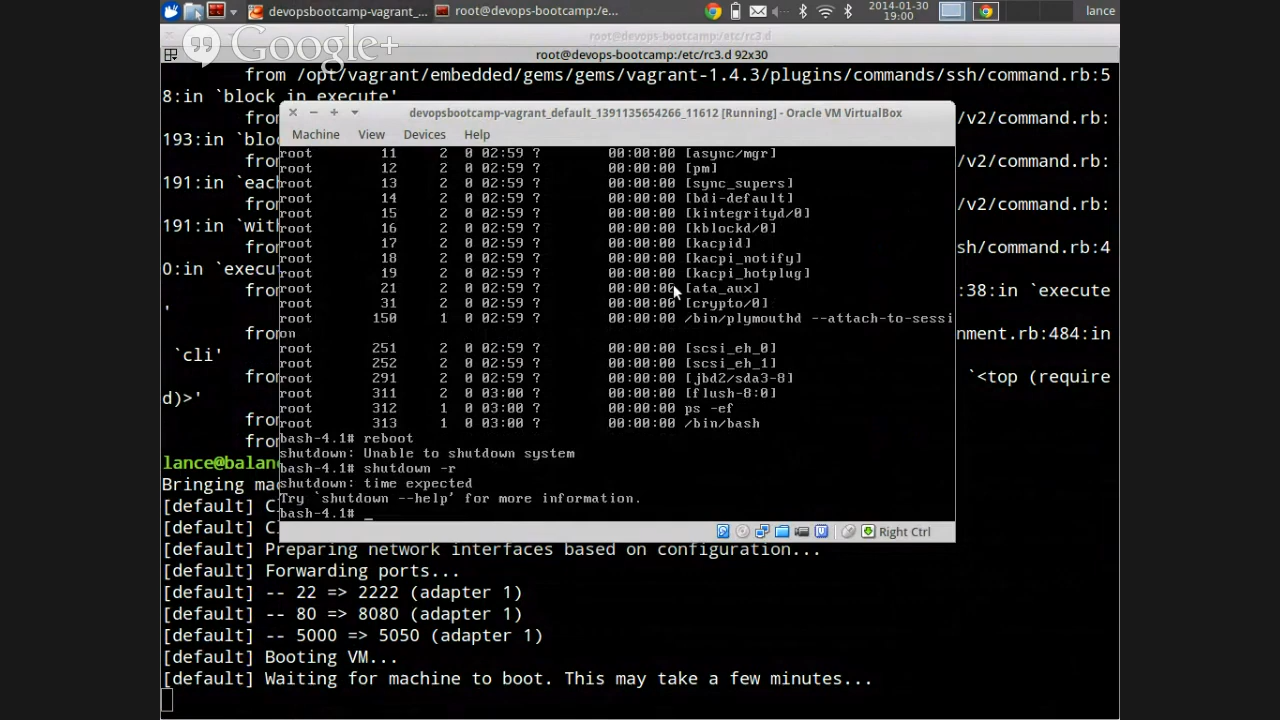 devopsbootcamp-vagrant_... root@devops-bootcamp:/e... 2014-01-30 19:00 lance
Google+
root@devops-bootcamp:/etc/rc3.d
root@devops-bootcamp:/etc/rc3.d 92x30
from /opt/vagrant/embedded/gems/gems/vagrant-1.4.3/plugins/commands/ssh/command.rb:5
8:in `block in execute'
/v2/command.rb:
193:in `bloc
/v2/command.rb:
191:in `each
/v2/command.rb:
191:in `with
sh/command.rb:4
0:in `execut
:38:in `execute
'
nment.rb:484:in
`cli'
`<top (require
d)>'
from
from
devopsbootcamp-vagrant_default_1391135654266_11612 [Running] - Oracle VM VirtualBox
Machine View Devices Help
root 11 2 0 02:59 ? 00:00:00 [async/mgr]
root 12 2 0 02:59 ? 00:00:00 [pm]
root 13 2 0 02:59 ? 00:00:00 [sync_supers]
root 14 2 0 02:59 ? 00:00:00 [bdi-default]
root 15 2 0 02:59 ? 00:00:00 [kintegrityd/0]
root 16 2 0 02:59 ? 00:00:00 [kblockd/0]
root 17 2 0 02:59 ? 00:00:00 [kacpid]
root 18 2 0 02:59 ? 00:00:00 [kacpi_notify]
root 19 2 0 02:59 ? 00:00:00 [kacpi_hotplug]
root 21 2 0 02:59 ? 00:00:00 [ata_aux]
root 31 2 0 02:59 ? 00:00:00 [crypto/0]
root 150 1 0 02:59 ? 00:00:00 /bin/plymouthd --attach-to-sessi
on
root 251 2 0 02:59 ? 00:00:00 [scsi_eh_0]
root 252 2 0 02:59 ? 00:00:00 [scsi_eh_1]
root 291 2 0 02:59 ? 00:00:00 [jbd2/sda3-8]
root 311 2 0 03:00 ? 00:00:00 [flush-8:0]
root 312 1 0 03:00 ? 00:00:00 ps -ef
root 313 1 0 03:00 ? 00:00:00 /bin/bash
bash-4.1# reboot
shutdown: Unable to shutdown system
bash-4.1# shutdown -r
shutdown: time expected
Try `shutdown --help' for more information.
bash-4.1# _
Right Ctrl
lance@balan
Bringing mac
[default] Cl
[default] Cl
[default] Preparing network interfaces based on configuration...
[default] Forwarding ports...
[default] -- 22 => 2222 (adapter 1)
[default] -- 80 => 8080 (adapter 1)
[default] -- 5000 => 5050 (adapter 1)
[default] Booting VM...
[default] Waiting for machine to boot. This may take a few minutes...